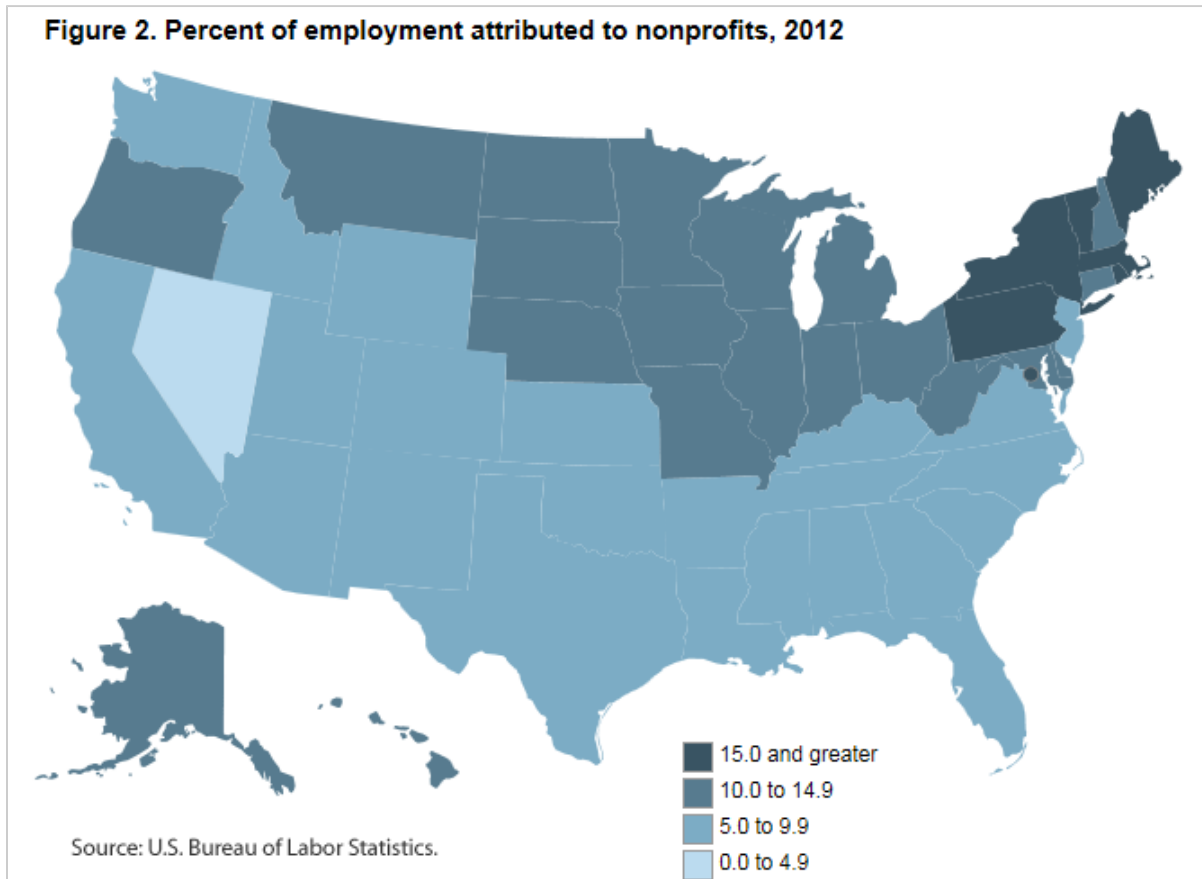 Figure 2. Percent of employment attributed to nonprofits, 2012
15.0 and greater
10.0 to 14.9
5.0 to 9.9
0.0 to 4.9
Source: U.S. Bureau of Labor Statistics.